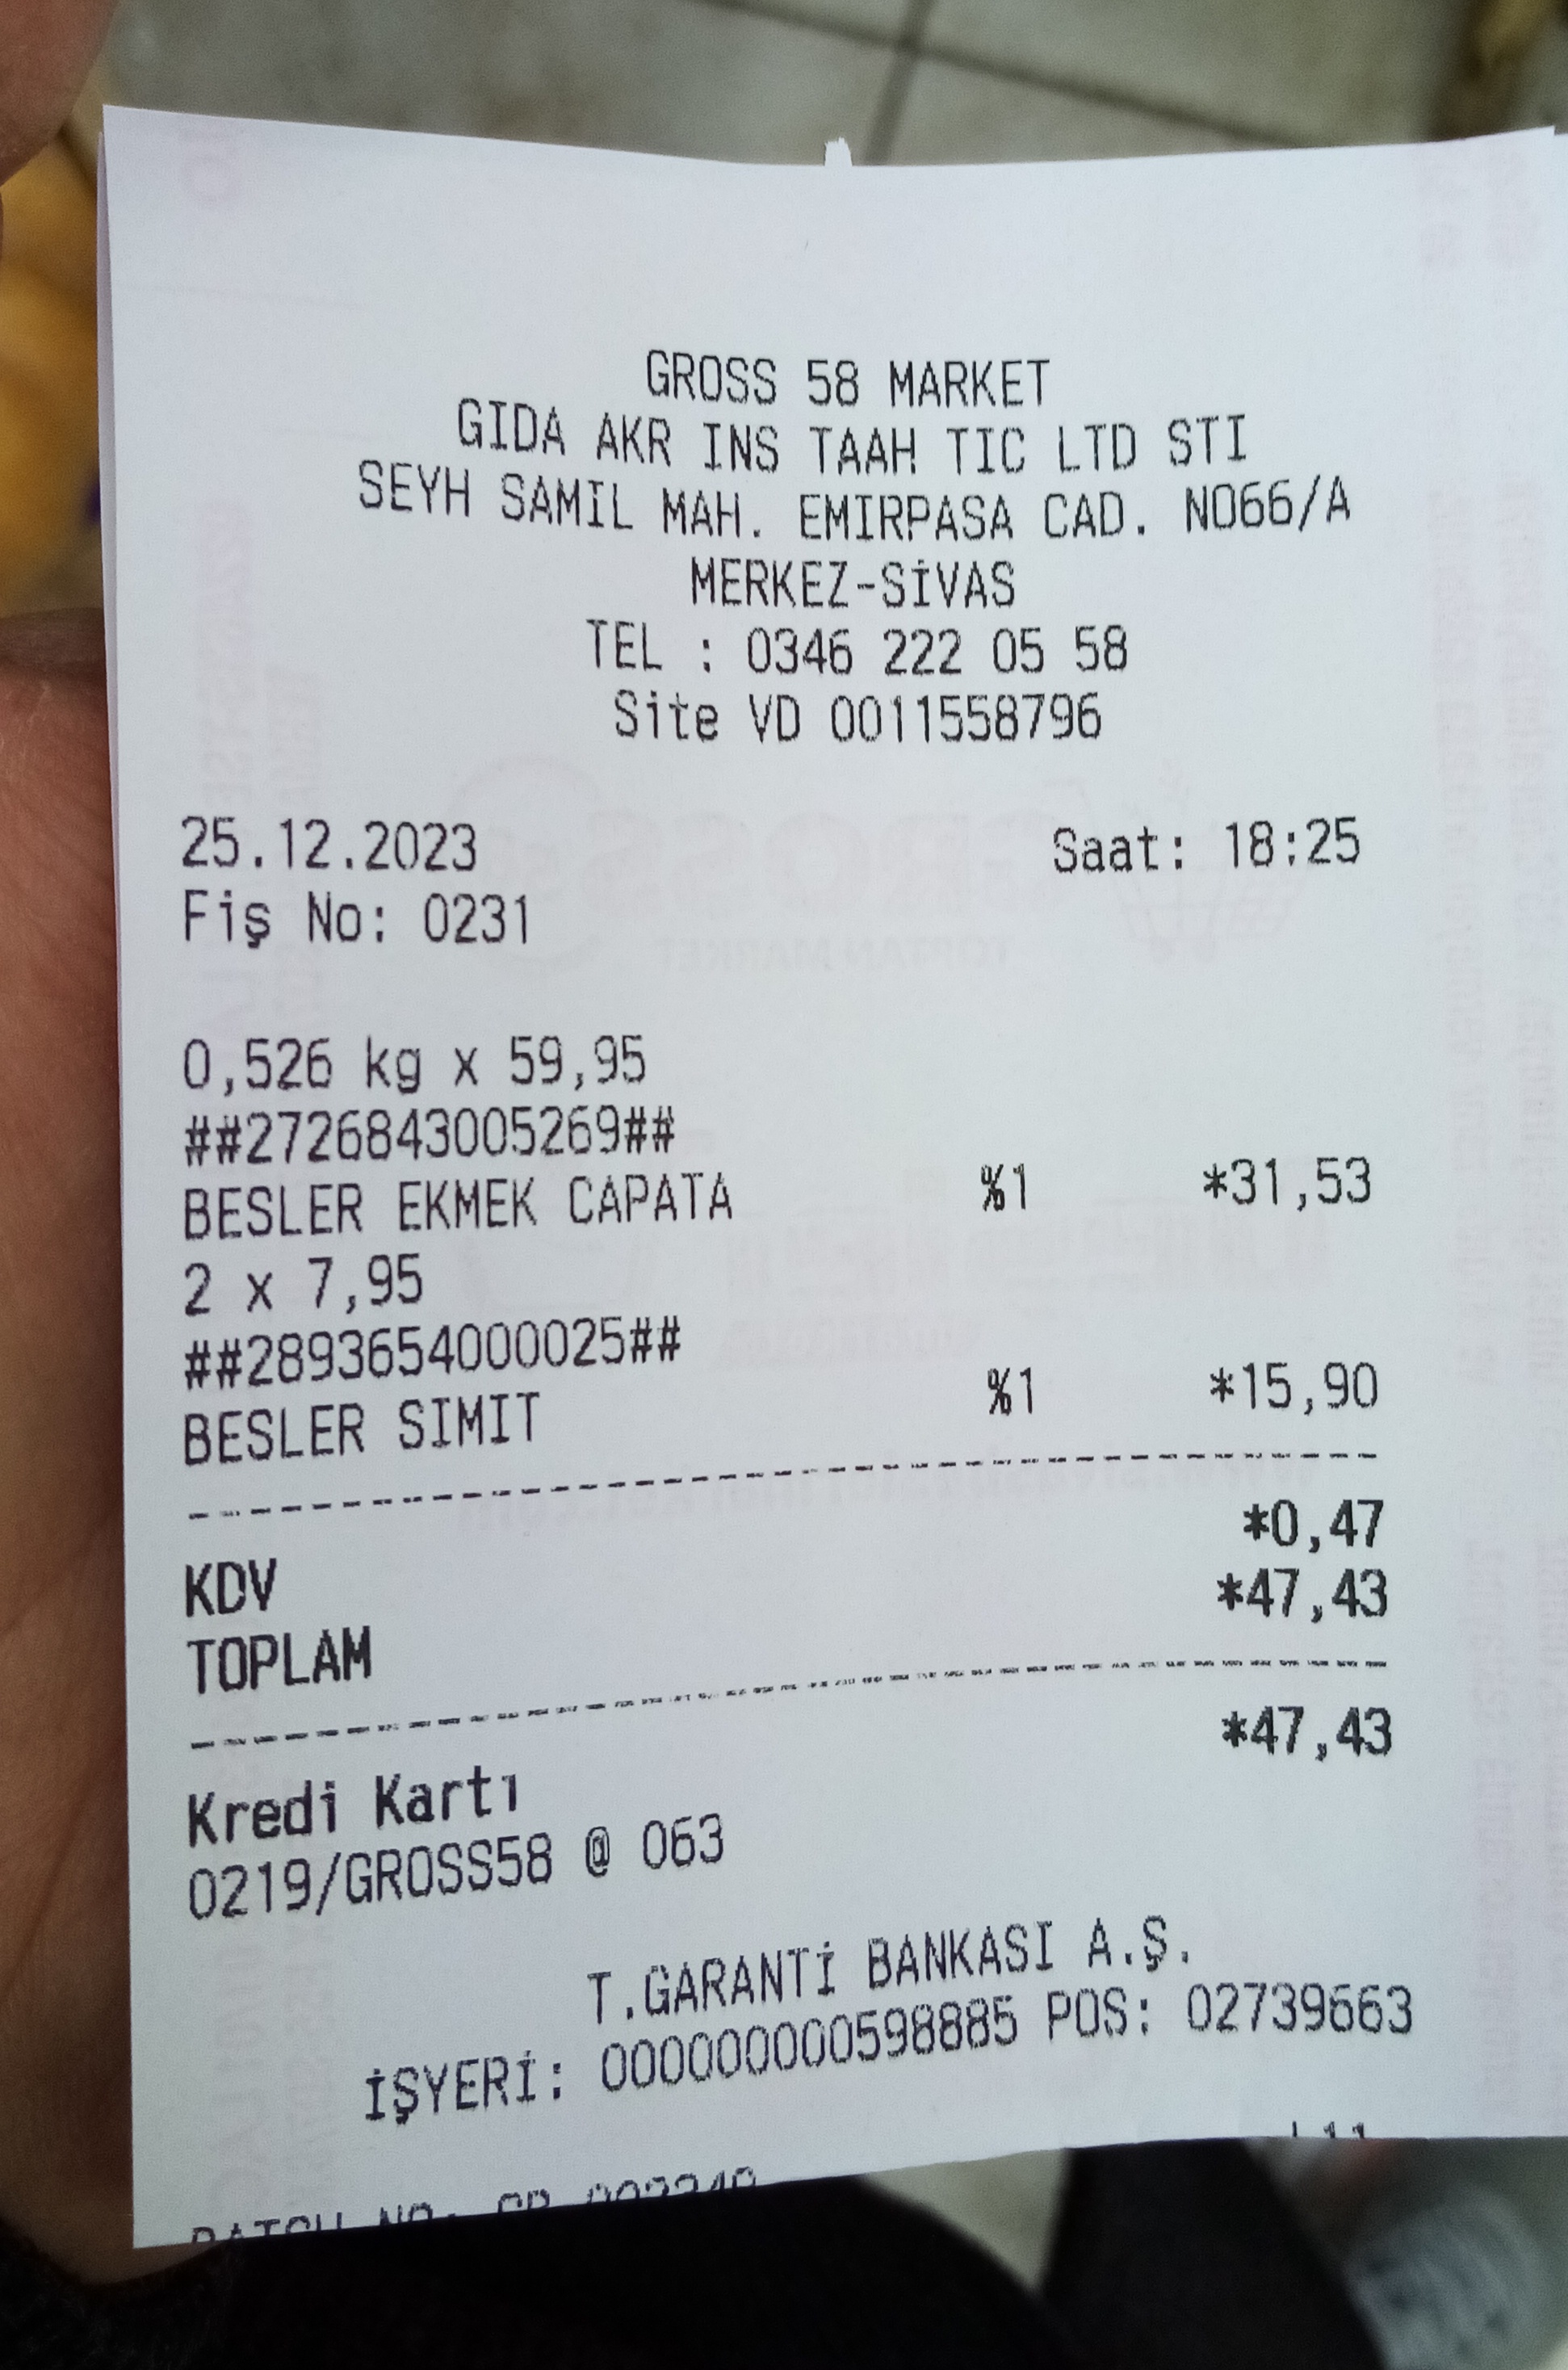 GROSS 58 MARKET
GIDA AKR INS TAAH TIC LTD STI
SEYH SAMIL MAH. EMIRPASA CAD. NO66/A
MERKEZ-SİVAS
TEL : 0346 222 05 58
Site VD 0011558796
25.12.2023 Saat: 18:25
Fiş No: 0231
0,526 kg x 59,95
##2726843005269##
BESLER EKMEK CAPATA %1 *31,53
2 x 7,95
##2893654000025##
BESLER SIMIT %1 *15,90
KDV *0,47
TOPLAM *47,43
Kredi Kartı *47,43
0219/GROSS58 @ 063
T.GARANTİ BANKASI A.Ş.
İŞYERİ: 000000000598885 POS: 02739663